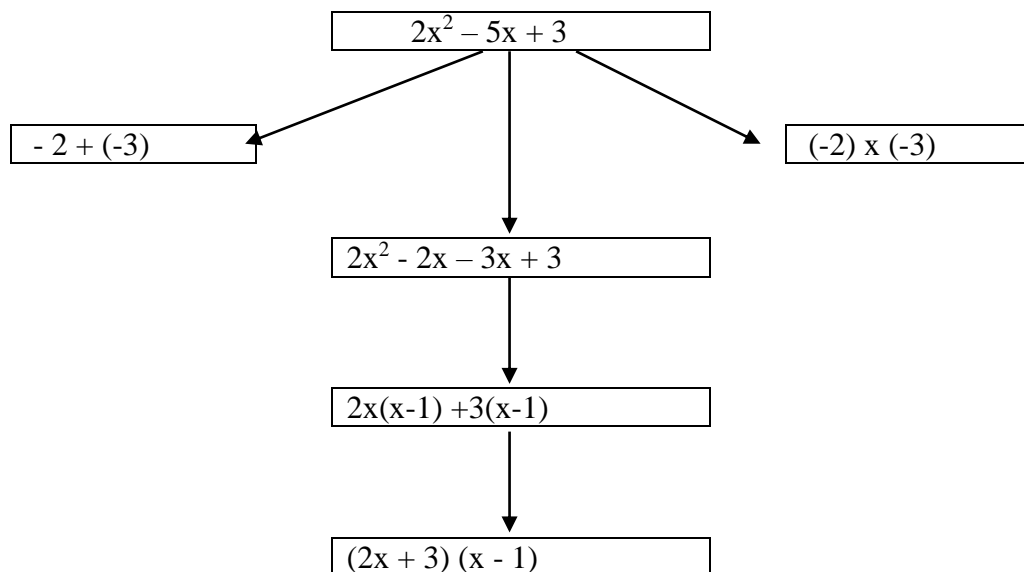 2x² – 5x + 3
- 2 + (-3)
(-2) x (-3)
2x² - 2x – 3x + 3
2x(x-1) +3(x-1)
(2x + 3) (x - 1)